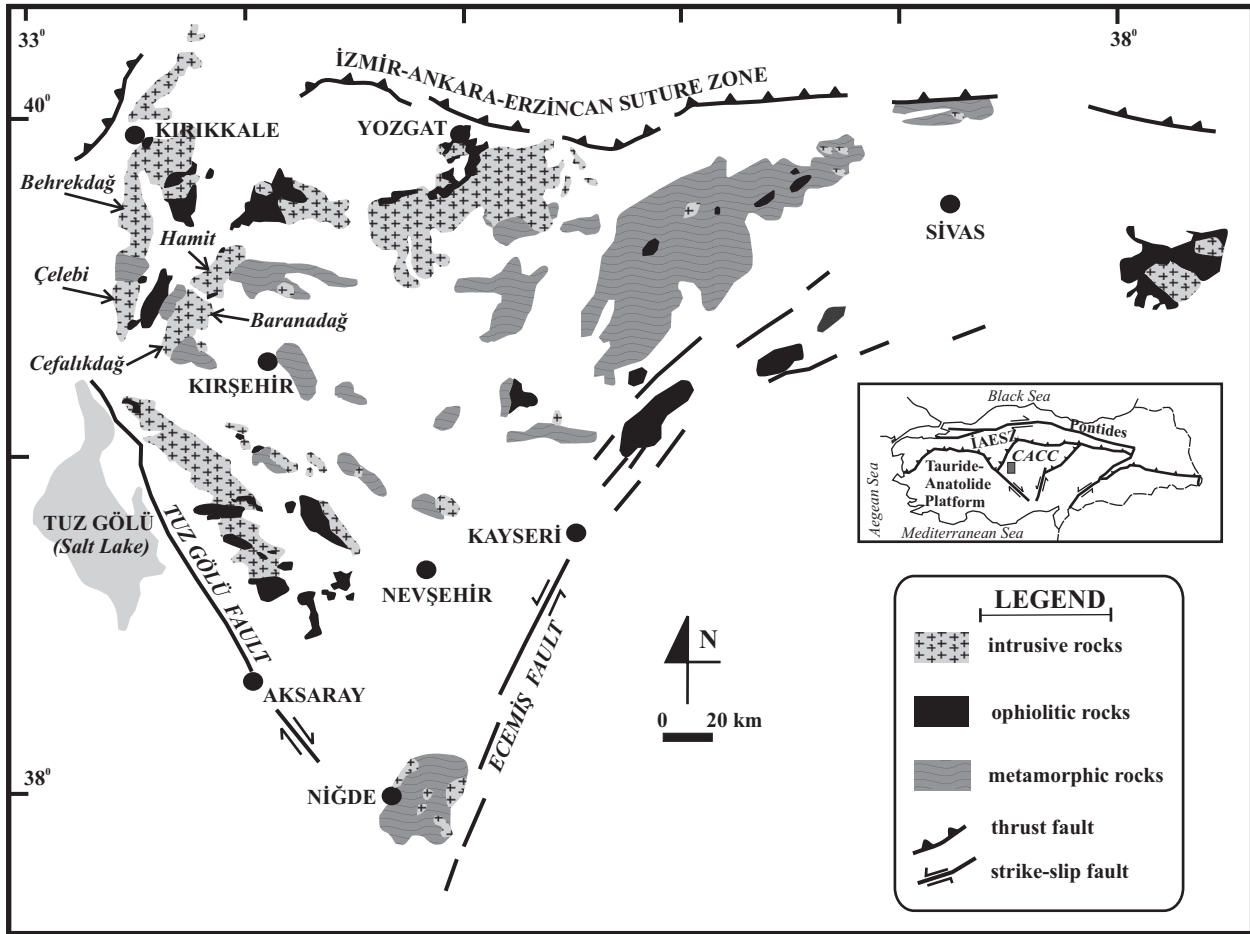 33⁰
38⁰
40⁰
İZMİR-ANKARA-ERZİNCAN SUTURE ZONE
KIRIKKALE
YOZGAT
Behrekdağ
SİVAS
Hamit
Çelebi
Baranadağ
Cefalıkdağ
KIRŞEHİR
Black Sea
Pontides
İAESZ
CACC
Tauride-
Anatolide
Platform
Aegean Sea
Mediterranean Sea
TUZ GÖLÜ
(Salt Lake)
TUZ GÖLÜ FAULT
KAYSERİ
NEVŞEHİR
ECEMİŞ FAULT
N
0 20 km
AKSARAY
38⁰
NİĞDE
LEGEND
intrusive rocks
ophiolitic rocks
metamorphic rocks
thrust fault
strike-slip fault